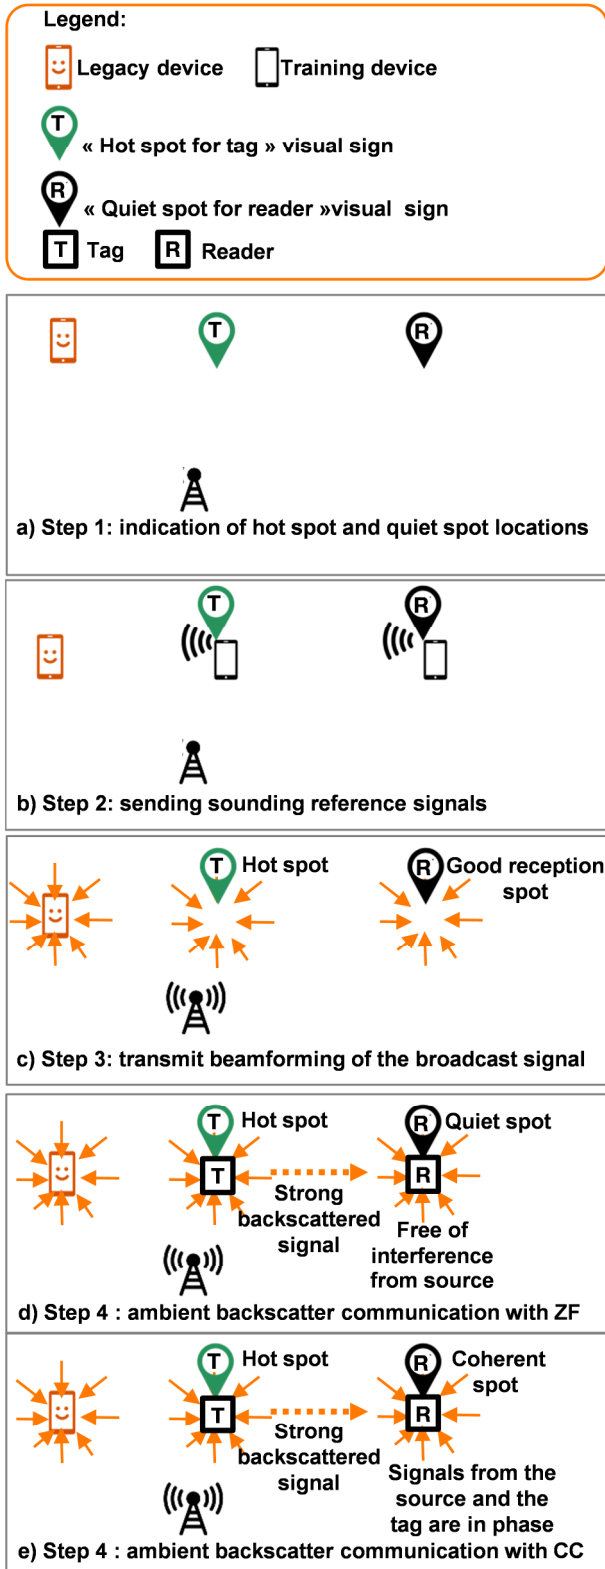 Legend:
Legacy device
Training device
T
« Hot spot for tag » visual sign
R
« Quiet spot for reader »visual sign
T Tag
R Reader
T
R
a) Step 1: indication of hot spot and quiet spot locations
T
R
b) Step 2: sending sounding reference signals
T
Hot spot
R
Good reception
spot
c) Step 3: transmit beamforming of the broadcast signal
T
Hot spot
R
Quiet spot
T
R
Strong
backscattered
signal
Free of
interference
from source
d) Step 4 : ambient backscatter communication with ZF
T
Hot spot
R
Coherent
spot
T
R
Strong
backscattered
signal
Signals from the
source and the
tag are in phase
e) Step 4 : ambient backscatter communication with CC